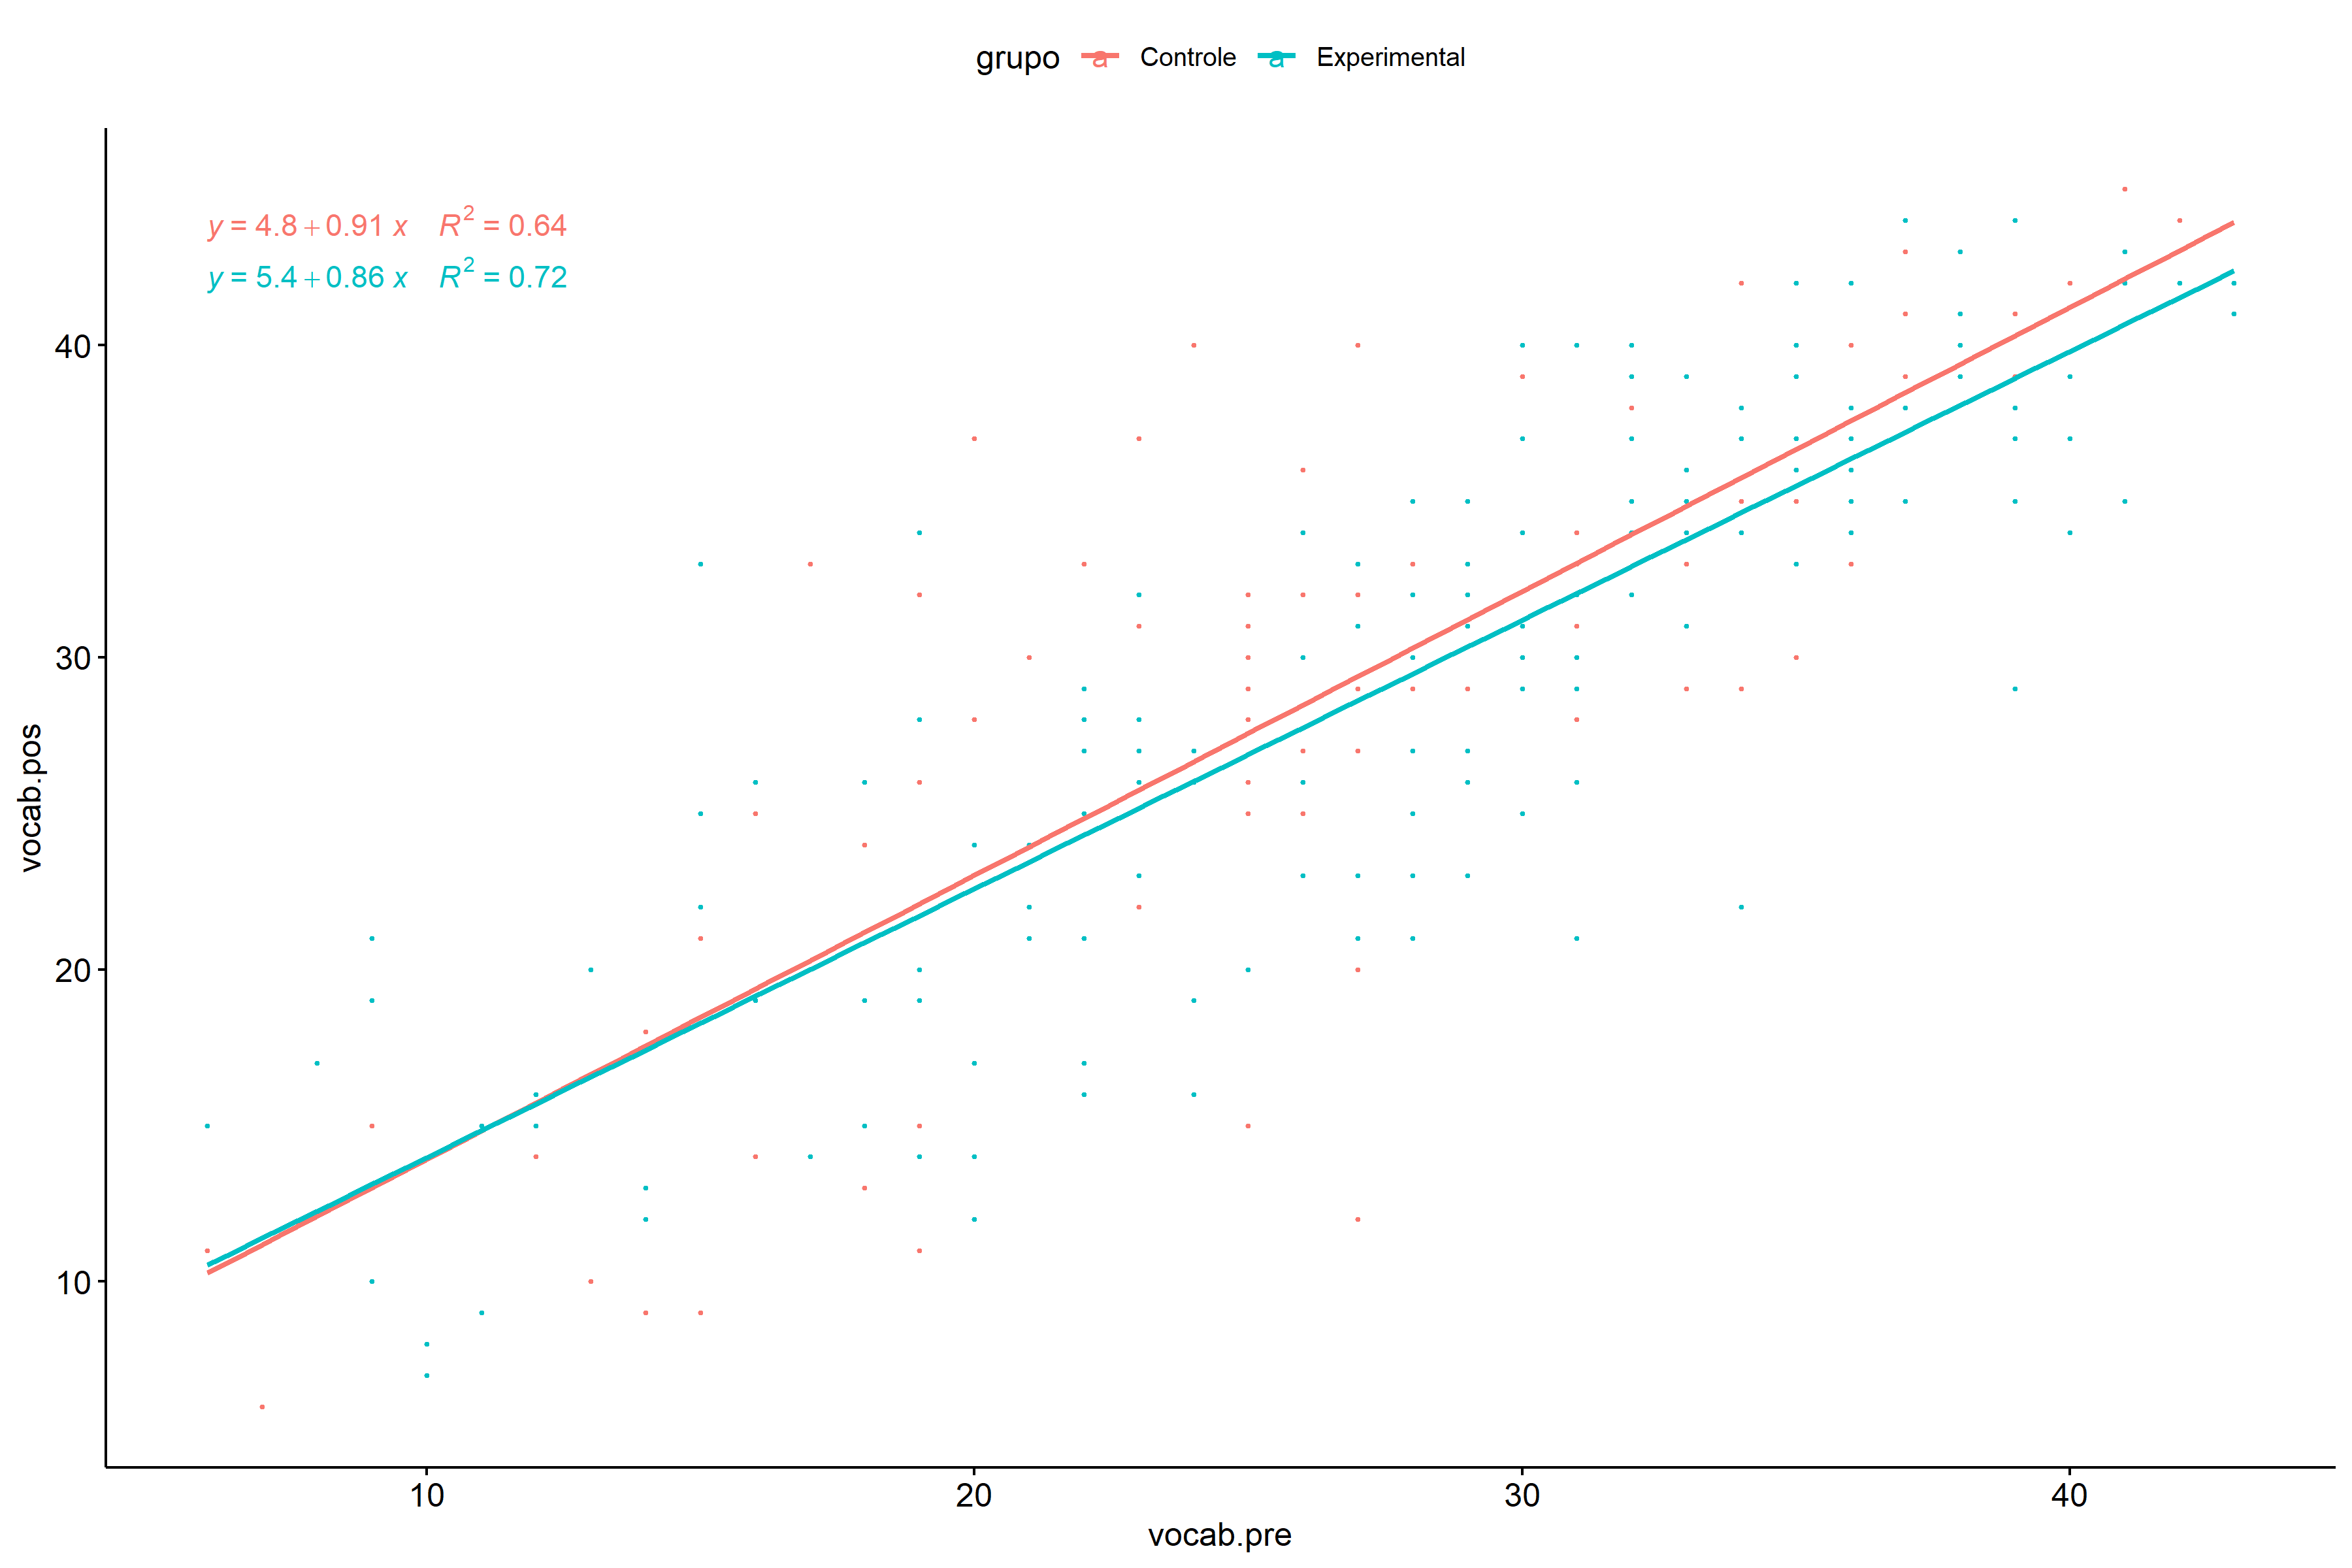 grupo a Controle a Experimental
y = 4.8 + 0.91 x R² = 0.64
y = 5.4 + 0.86 x R² = 0.72
40
30
20
10
vocab.pos
10 20 30 40
vocab.pre